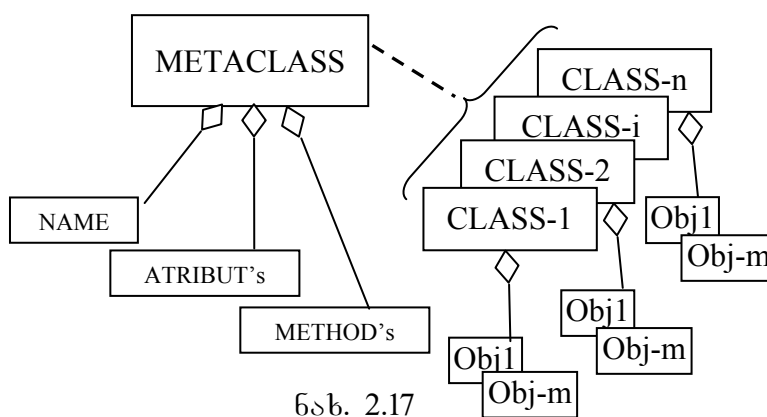 METACLASS
CLASS-n
CLASS-i
CLASS-2
CLASS-1
NAME
ATRIBUT's
METHOD's
Obj1
Obj-m
Obj1
Obj-m
Obj1
Obj-m
ნახ. 2.17